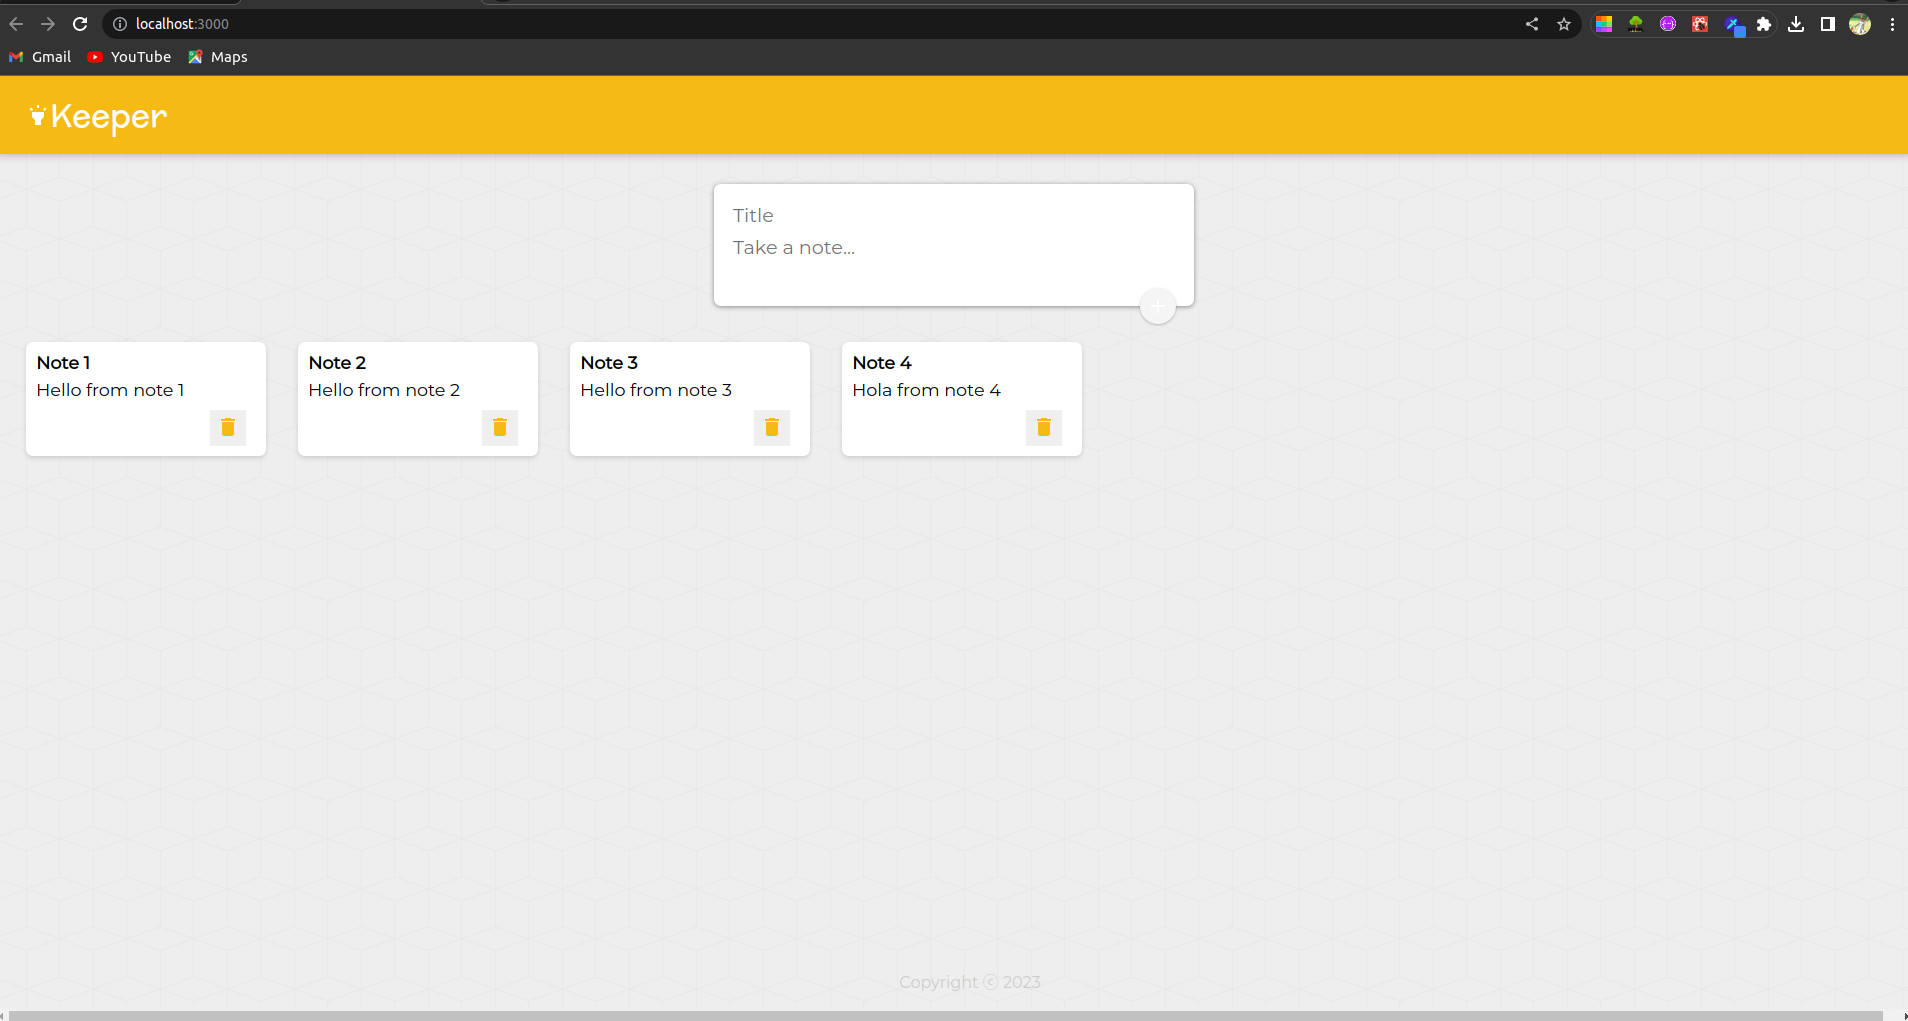 localhost:3000
Gmail YouTube Maps
Keeper
Title
Take a note...
Note 1
Hello from note 1
Note 2
Hello from note 2
Note 3
Hello from note 3
Note 4
Hola from note 4
Copyright ⓒ 2023